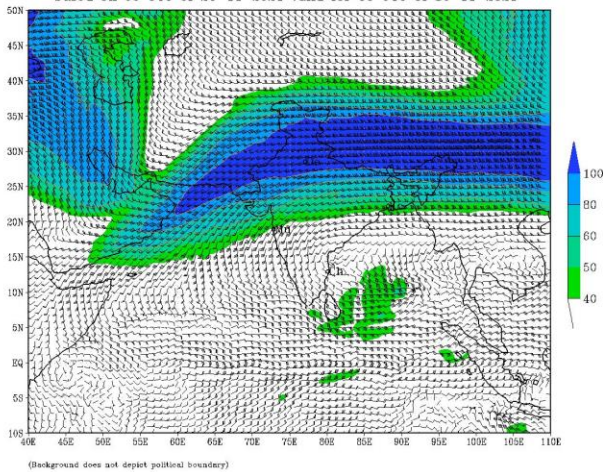 50N
45N
40N
35N
30N
25N
20N
15N
10N
5N
EQ
5S
10S
40E 45E 50E 55E 60E 65E 70E 75E 80E 85E 90E 95E 100E 105E 110E
100
80
60
50
40
Mu
Ch
(Background does not depict political boundary)